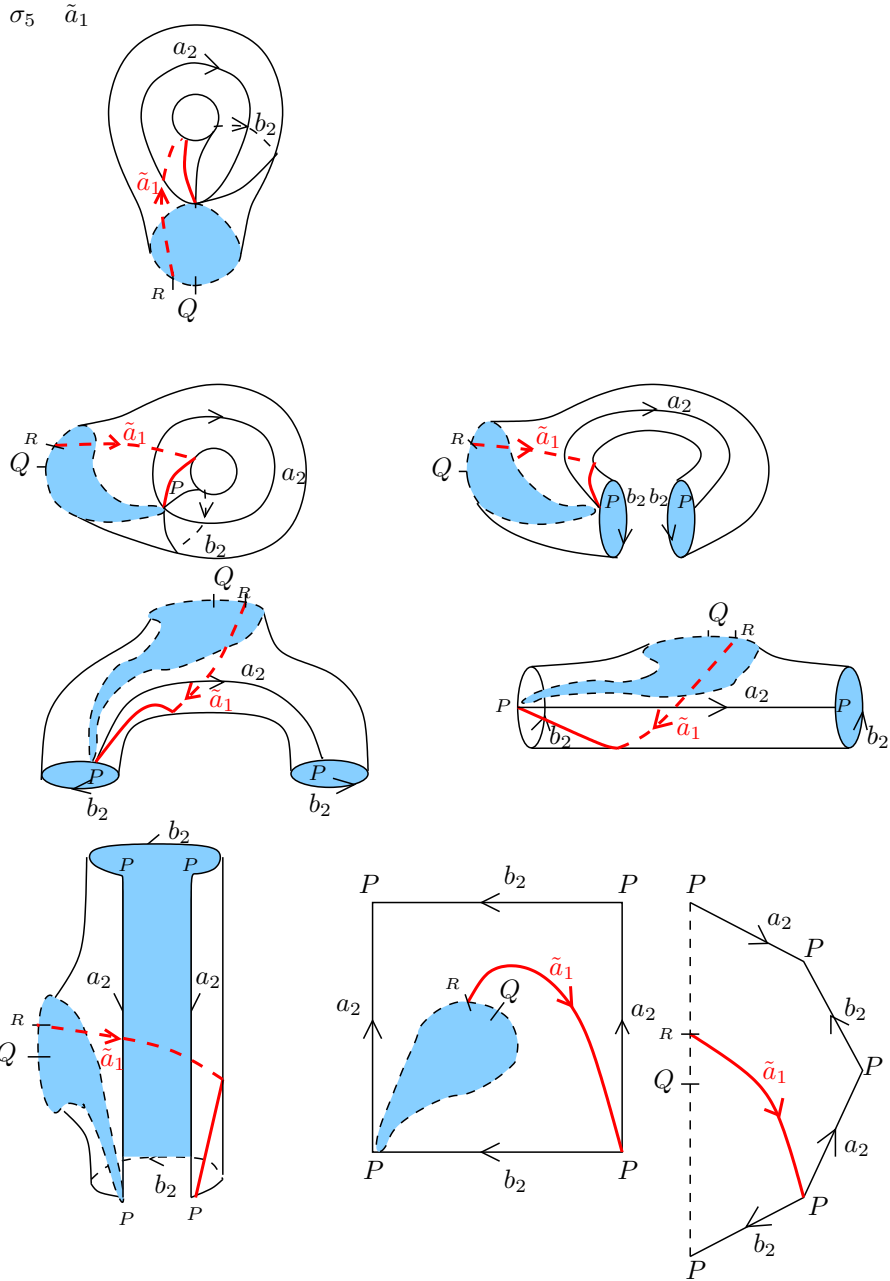 σ₅ ã₁
a₂
b₂
ã₁
R
Q
R
ã₁
Q
P
a₂
b₂
a₂
R
ã₁
Q
P
b₂
b₂
P
Q
R
a₂
ã₁
P
P
b₂
b₂
Q
R
a₂
P
P
b₂
ã₁
b₂
b₂
P
P
a₂
a₂
R
Q
ã₁
b₂
P
P
P
b₂
P
ã₁
R
Q
a₂
a₂
P
b₂
P
P
a₂
P
b₂
R
ã₁
Q
P
a₂
P
b₂
P